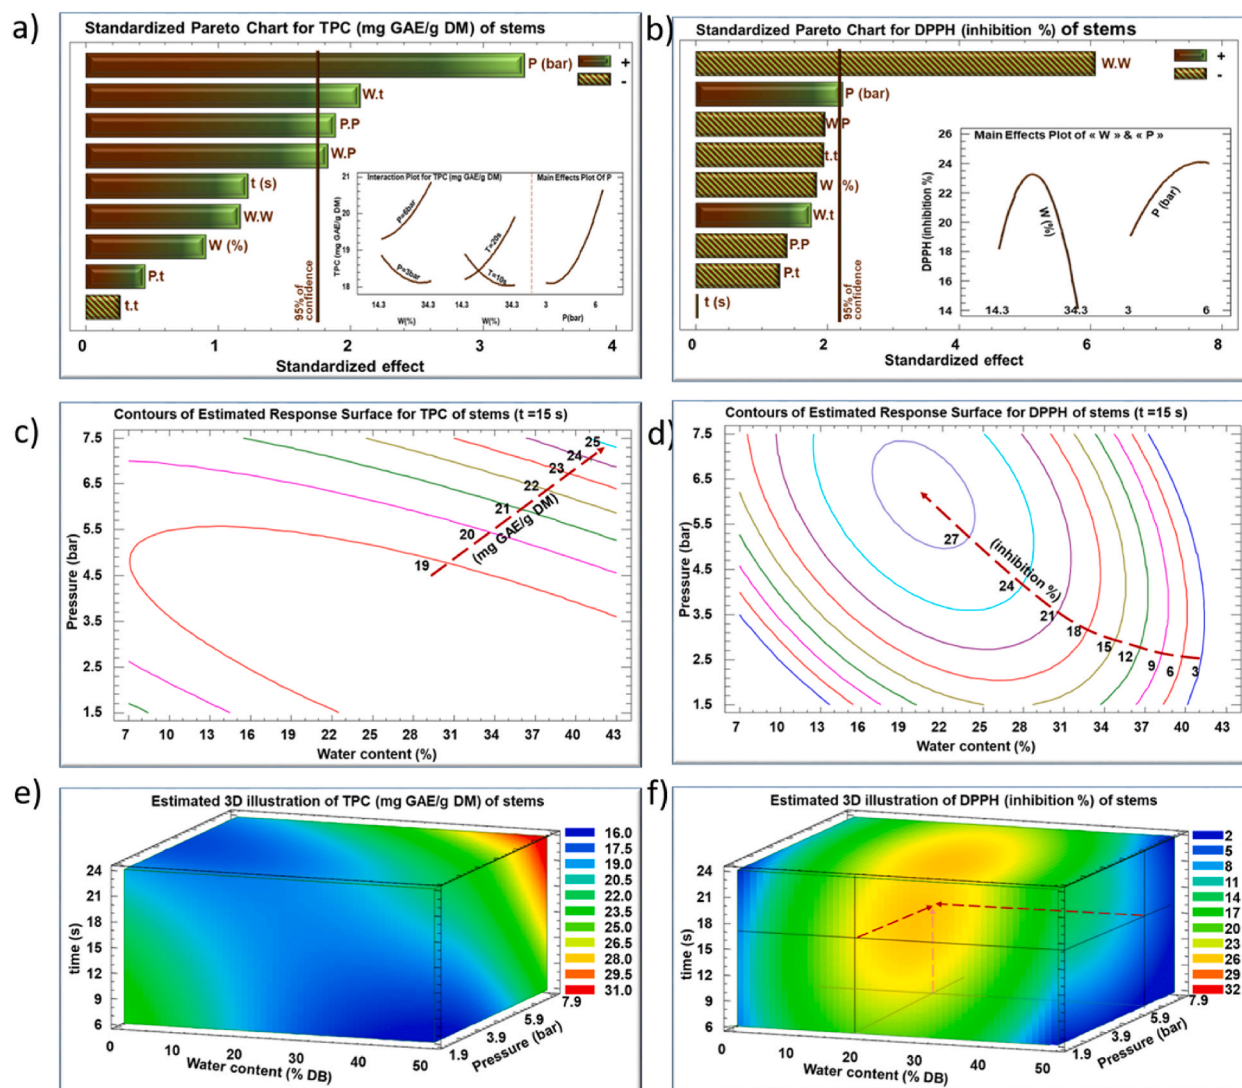 a)
Standardized Pareto Chart for TPC (mg GAE/g DM) of stems
P (bar)
+
-
W.t
P.P
W.P
t (s)
W.W
W (%)
P.t
t.t
95% of
confidence
Interaction Plot for TPC (mg GAE/g DM)
Main Effects Plot Of P
TPC (mg GAE/g DM)
21
20
19
18
P=6bar
P=3bar
T=20s
T=10s
14.3
34.3
14.3
34.3
3
6
W(%)
W(%)
P(bar)
0
1
2
3
4
Standardized effect
b)
Standardized Pareto Chart for DPPH (inhibition %) of stems
W.W
+
-
P (bar)
W.P
t.t
W (%)
W.t
P.P
P.t
t (s)
95% of
confidence
Main Effects Plot of « W » & « P »
DPPH (inhibition %)
26
24
22
20
18
16
14
W (%)
P (bar)
14.3
34.3
3
6
0
2
4
6
8
Standardized effect
c)
Contours of Estimated Response Surface for TPC of stems (t =15 s)
Pressure (bar)
7.5
6.5
5.5
4.5
3.5
2.5
1.5
25
24
23
22
21
20
19
(mg GAE/g DM)
7
10
13
16
19
22
25
28
31
34
37
40
43
Water content (%)
d)
Contours of Estimated Response Surface for DPPH of stems (t =15 s)
Pressure (bar)
7.5
6.5
5.5
4.5
3.5
2.5
1.5
27
(inhibition %)
24
21
18
15
12
9
6
3
7
10
13
16
19
22
25
28
31
34
37
40
43
Water content (%)
e)
Estimated 3D illustration of TPC (mg GAE/g DM) of stems
time (s)
24
21
18
15
12
9
6
0
10
20
30
40
50
Water content (% DB)
1.9
3.9
5.9
7.9
Pressure (bar)
16.0
17.5
19.0
20.5
22.0
23.5
25.0
26.5
28.0
29.5
31.0
f)
Estimated 3D illustration of DPPH (inhibition %) of stems
time (s)
24
21
18
15
12
9
6
0
10
20
30
40
50
Water content (% DB)
1.9
3.9
5.9
7.9
Pressure (bar)
2
5
8
11
14
17
20
23
26
29
32